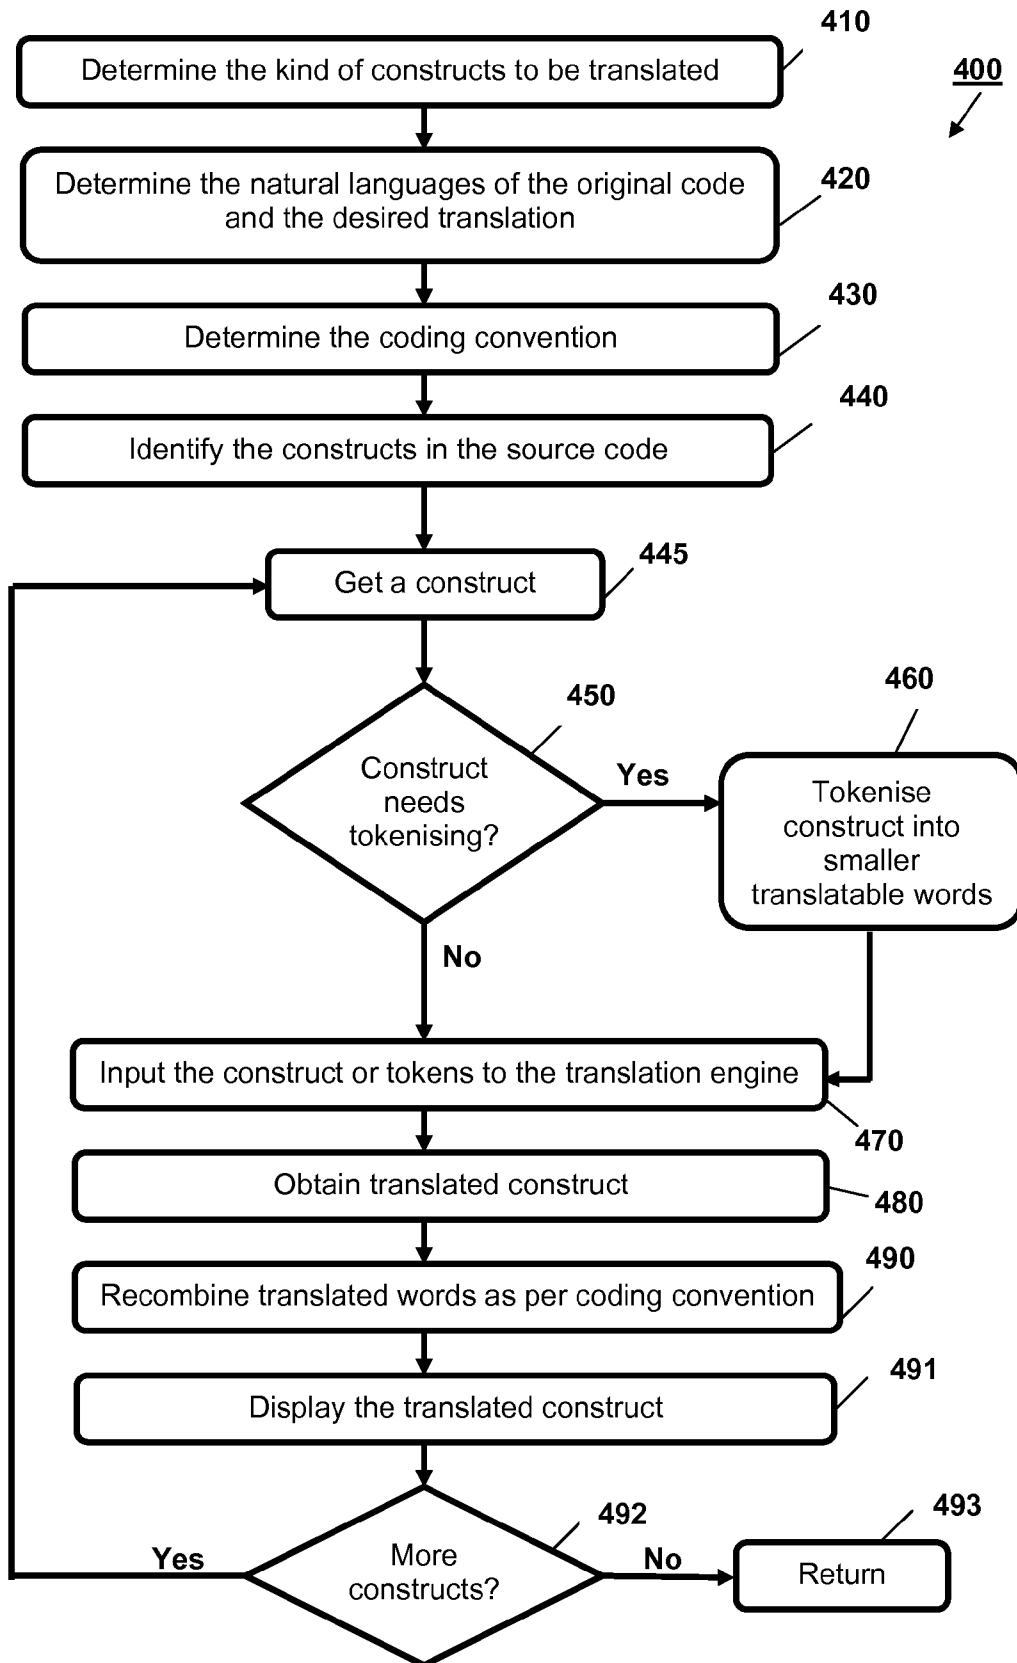 410
Determine the kind of constructs to be translated
400
Determine the natural languages of the original code
and the desired translation
420
430
Determine the coding convention
440
Identify the constructs in the source code
445
Get a construct
450
460
Construct
needs
tokenising?
Yes
Tokenise
construct into
smaller
translatable words
No
Input the construct or tokens to the translation engine
470
Obtain translated construct
480
490
Recombine translated words as per coding convention
491
Display the translated construct
492
493
Yes
More
constructs?
No
Return